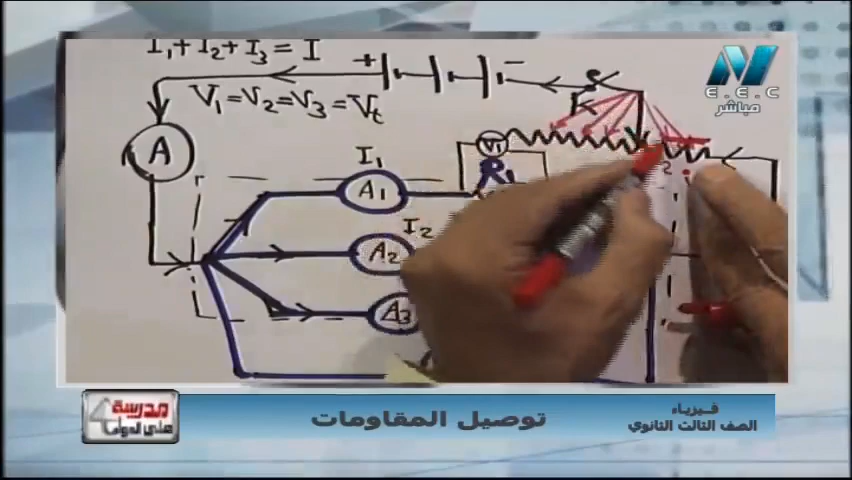 I₁ + I₂ + I₃ = I
+ -
V₁ = V₂ = V₃ = Vₜ
K
N
E.E.C
مباشر
A
V₁
I₁
R₁
A₁
2
I₂
A₂
A₃
مدرسة
على الهواء
توصيل المقاومات
فيزياء
الصف الثالث الثانوي